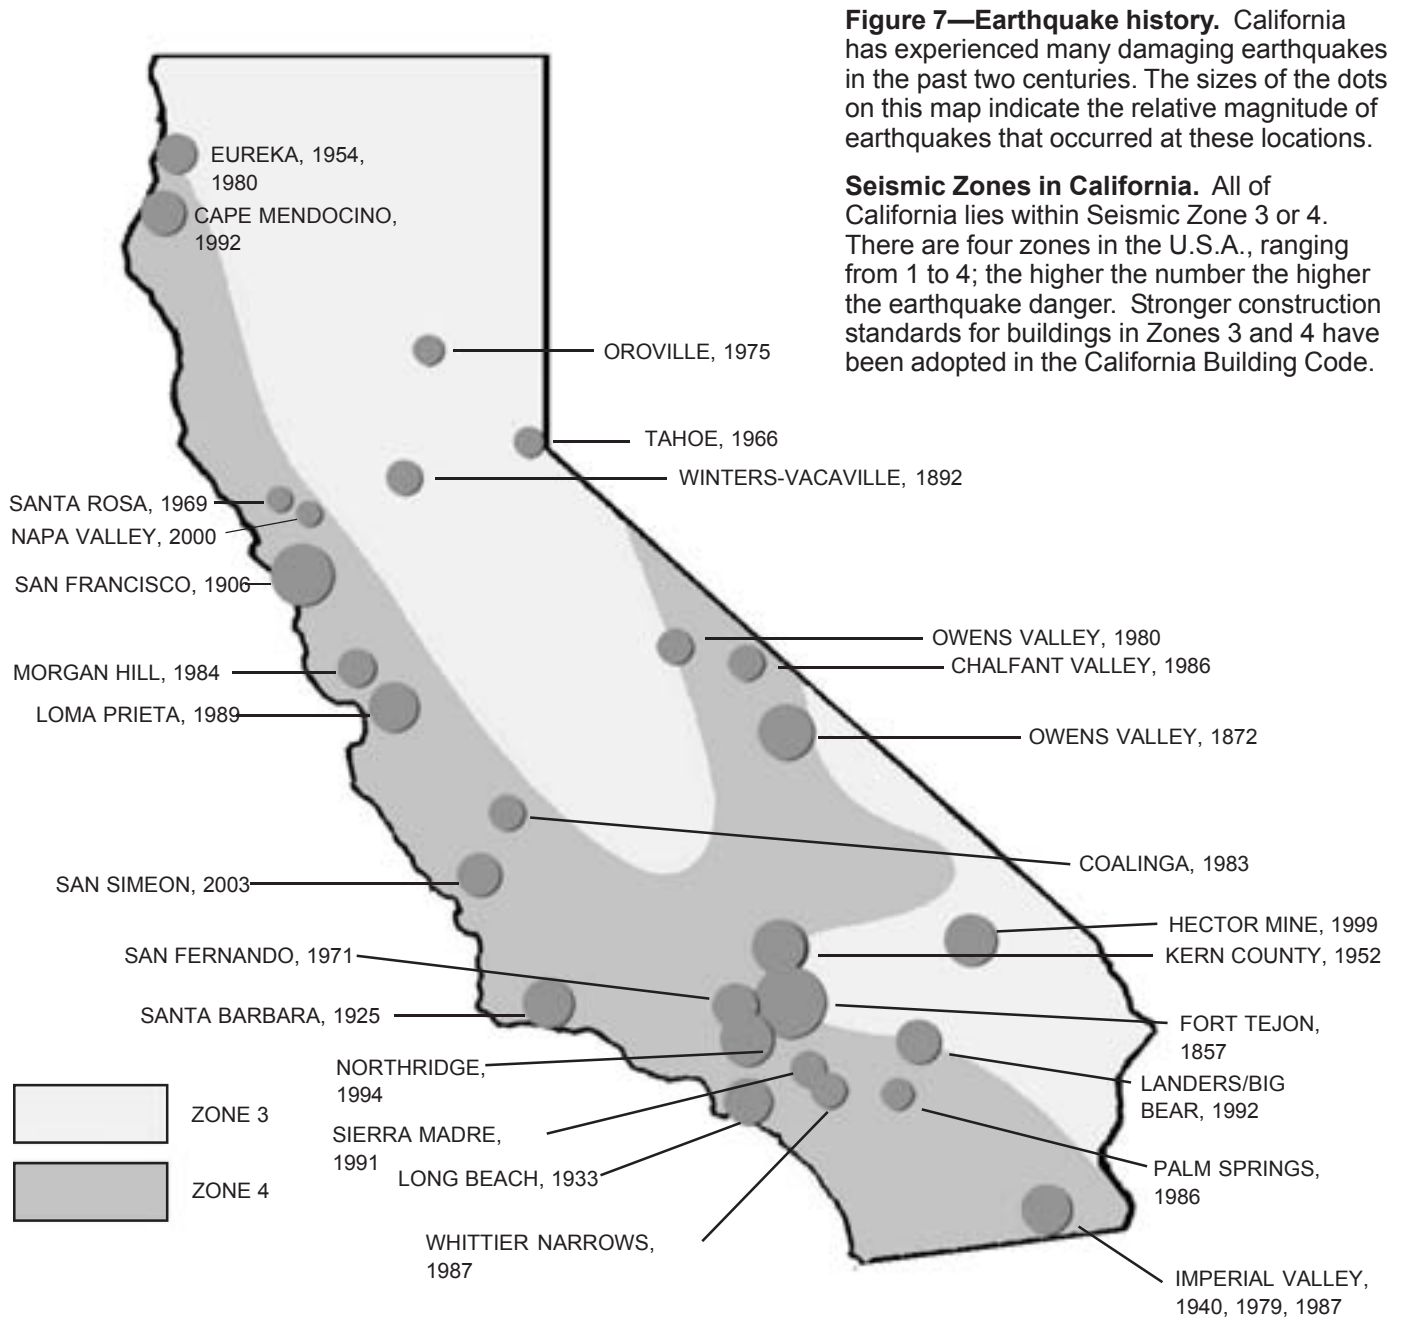 Figure 7—Earthquake history. California
has experienced many damaging earthquakes
in the past two centuries. The sizes of the dots
on this map indicate the relative magnitude of
earthquakes that occurred at these locations.
Seismic Zones in California. All of
California lies within Seismic Zone 3 or 4.
There are four zones in the U.S.A., ranging
from 1 to 4; the higher the number the higher
the earthquake danger. Stronger construction
standards for buildings in Zones 3 and 4 have
been adopted in the California Building Code.
EUREKA, 1954,
1980
CAPE MENDOCINO,
1992
OROVILLE, 1975
TAHOE, 1966
WINTERS-VACAVILLE, 1892
SANTA ROSA, 1969
NAPA VALLEY, 2000
SAN FRANCISCO, 1906
OWENS VALLEY, 1980
CHALFANT VALLEY, 1986
MORGAN HILL, 1984
LOMA PRIETA, 1989
OWENS VALLEY, 1872
COALINGA, 1983
SAN SIMEON, 2003
HECTOR MINE, 1999
KERN COUNTY, 1952
SAN FERNANDO, 1971
SANTA BARBARA, 1925
FORT TEJON,
1857
NORTHRIDGE,
1994
LANDERS/BIG
BEAR, 1992
ZONE 3
SIERRA MADRE,
1991
LONG BEACH, 1933
PALM SPRINGS,
1986
ZONE 4
WHITTIER NARROWS,
1987
IMPERIAL VALLEY,
1940, 1979, 1987